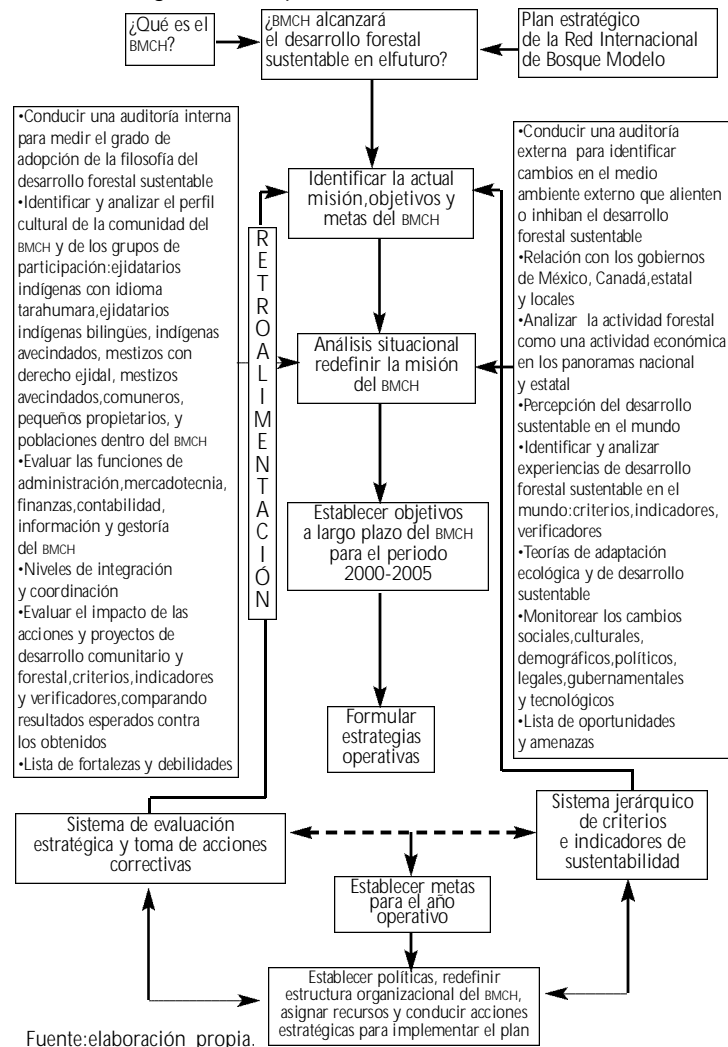 ¿Qué es el
BMCH?
¿BMCH alcanzará
el desarrollo forestal
sustentable en elfuturo?
Plan estratégico
de la Red Internacional
de Bosque Modelo
•Conducir una auditoría interna
para medir el grado de
adopción de la filosofía del
desarrollo forestal sustentable
•Identificar y analizar el perfil
cultural de la comunidad del
BMCH y de los grupos de
participación:ejidatarios
indígenas con idioma
tarahumara,ejidatarios
indígenas bilingües, indígenas
avecindados, mestizos con
derecho ejidal, mestizos
avecindados,comuneros,
pequeños propietarios, y
poblaciones dentro del BMCH
•Evaluar las funciones de
administración,mercadotecnia,
finanzas,contabilidad,
información y gestoría
del BMCH
•Niveles de integración
y coordinación
•Evaluar el impacto de las
acciones y proyectos de
desarrollo comunitario y
forestal,criterios,indicadores
y verificadores,comparando
resultados esperados contra
los obtenidos
•Lista de fortalezas y debilidades
RETROALIMENTACIÓN
Identificar la actual
misión,objetivos y
metas del BMCH
Análisis situacional
redefinir la misión
del BMCH
Establecer objetivos
a largo plazo del BMCH
para el periodo
2000-2005
Formular
estrategias
operativas
•Conducir una auditoría
externa para identificar
cambios en el medio
ambiente externo que alienten
o inhiban el desarrollo
forestal sustentable
•Relación con los gobiernos
de México, Canadá,estatal
y locales
•Analizar la actividad forestal
como una actividad económica
en los panoramas nacional
y estatal
•Percepción del desarrollo
sustentable en el mundo
•Identificar y analizar
experiencias de desarrollo
forestal sustentable en el
mundo:criterios,indicadores,
verificadores
•Teorías de adaptación
ecológica y de desarrollo
sustentable
•Monitorear los cambios
sociales,culturales,
demográficos,políticos,
legales,gubernamentales
y tecnológicos
•Lista de oportunidades
y amenazas
Sistema de evaluación
estratégica y toma de acciones
correctivas
Sistema jerárquico
de criterios
e indicadores de
sustentabilidad
Establecer metas
para el año
operativo
Establecer políticas, redefinir
estructura organizacional del BMCH,
asignar recursos y conducir acciones
estratégicas para implementar el plan
Fuente:elaboración propia.